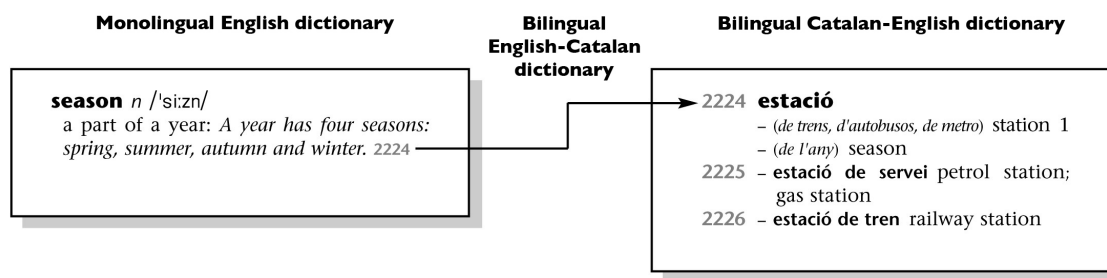 Monolingual English dictionary
Bilingual
English-Catalan
dictionary
Bilingual Catalan-English dictionary
season n /ˈsiːzn/
a part of a year: A year has four seasons:
spring, summer, autumn and winter. 2224
2224 estació
– (de trens, d'autobusos, de metro) station 1
– (de l'any) season
2225 – estació de servei petrol station;
gas station
2226 – estació de tren railway station